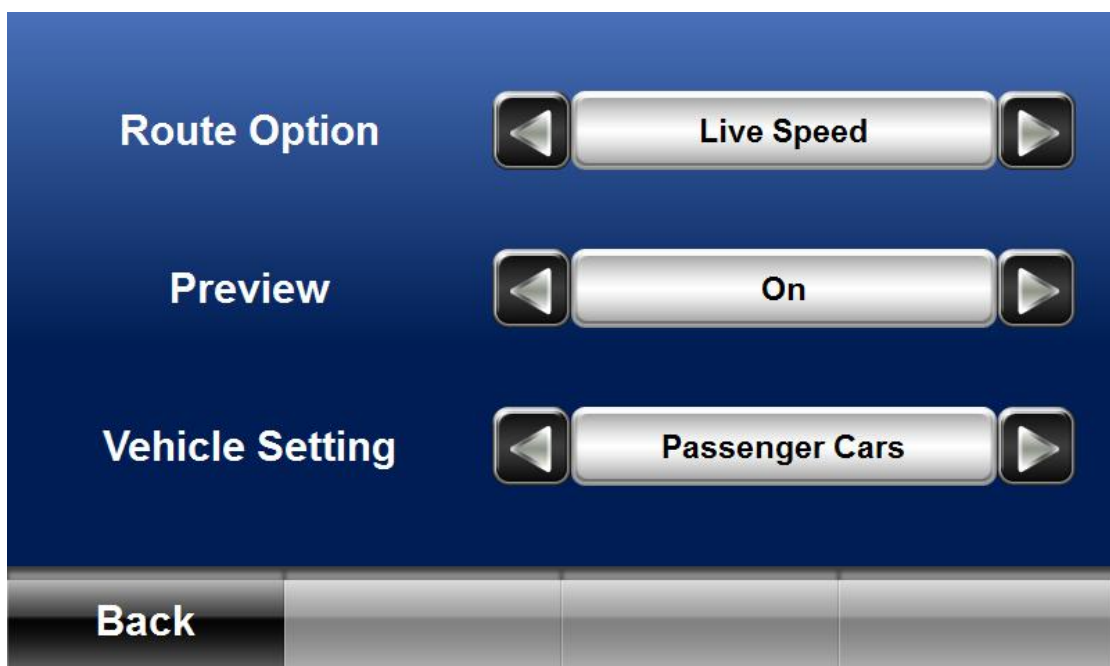 Route Option
Live Speed
Preview
On
Vehicle Setting
Passenger Cars
Back